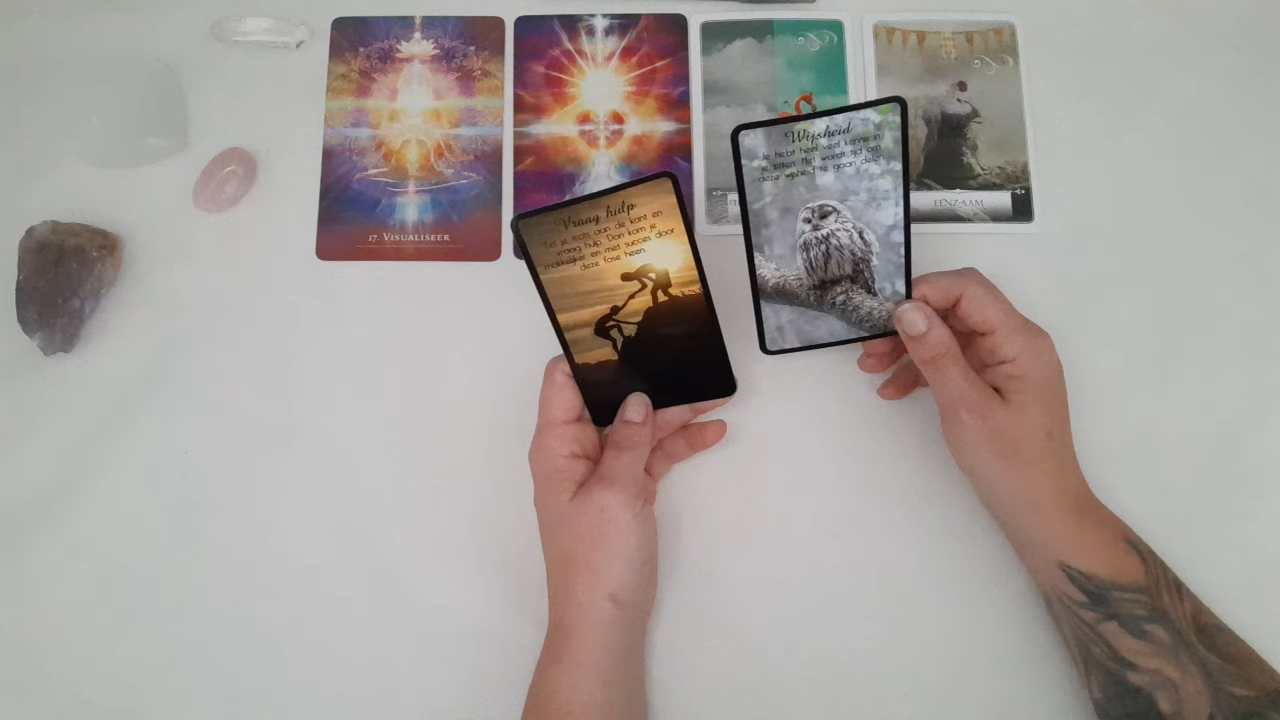 17. VISUALISEER
EENZAAM
Vraag hulp
Zet je trots aan de kant en
vraag hulp. Dan kom je
makkelijker en met succes door
deze fase heen.
Wijsheid
Je hebt heel veel kennis in
je zitten. Het wordt tijd om
deze wijsheid te gaan delen.